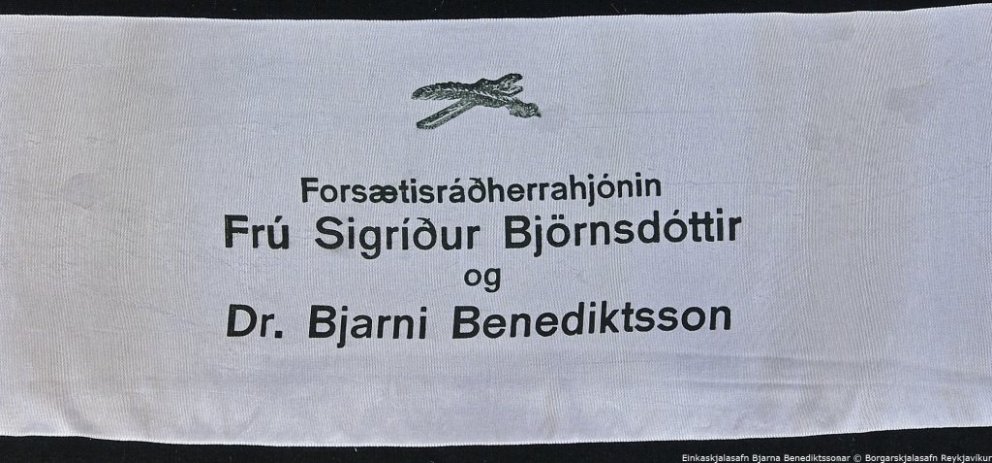 Forsætisráðherrahjónin
Frú Sigríður Björnsdóttir
og
Dr. Bjarni Benediktsson
Einkaskjalasafn Bjarna Benediktssonar © Borgarskjalasafn Reykjavíkur